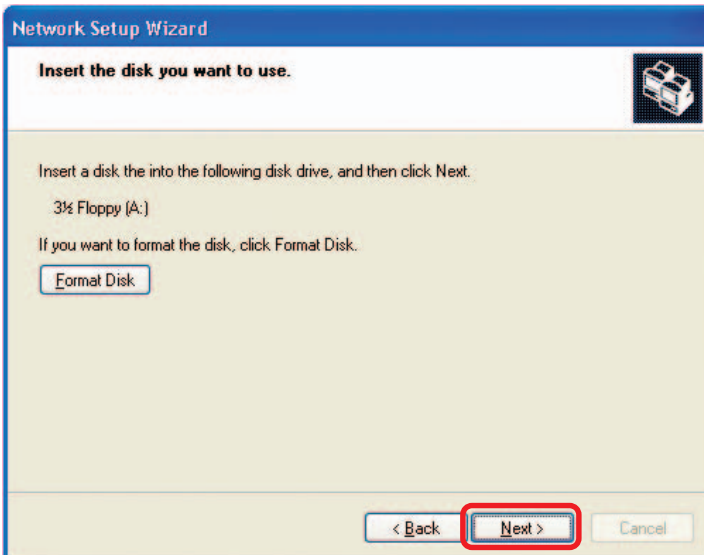 Network Setup Wizard
Insert the disk you want to use.
Insert a disk the into the following disk drive, and then click Next.
3½ Floppy (A:)
If you want to format the disk, click Format Disk.
Format Disk
< Back
Next >
Cancel